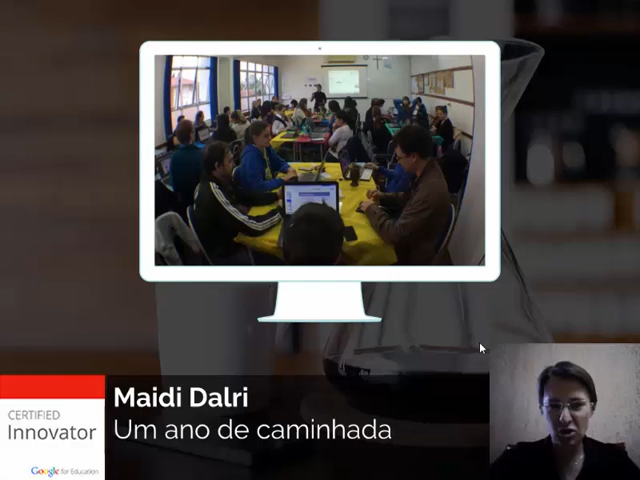 Maidi Dalri
Um ano de caminhada
CERTIFIED
Innovator
Google for Education